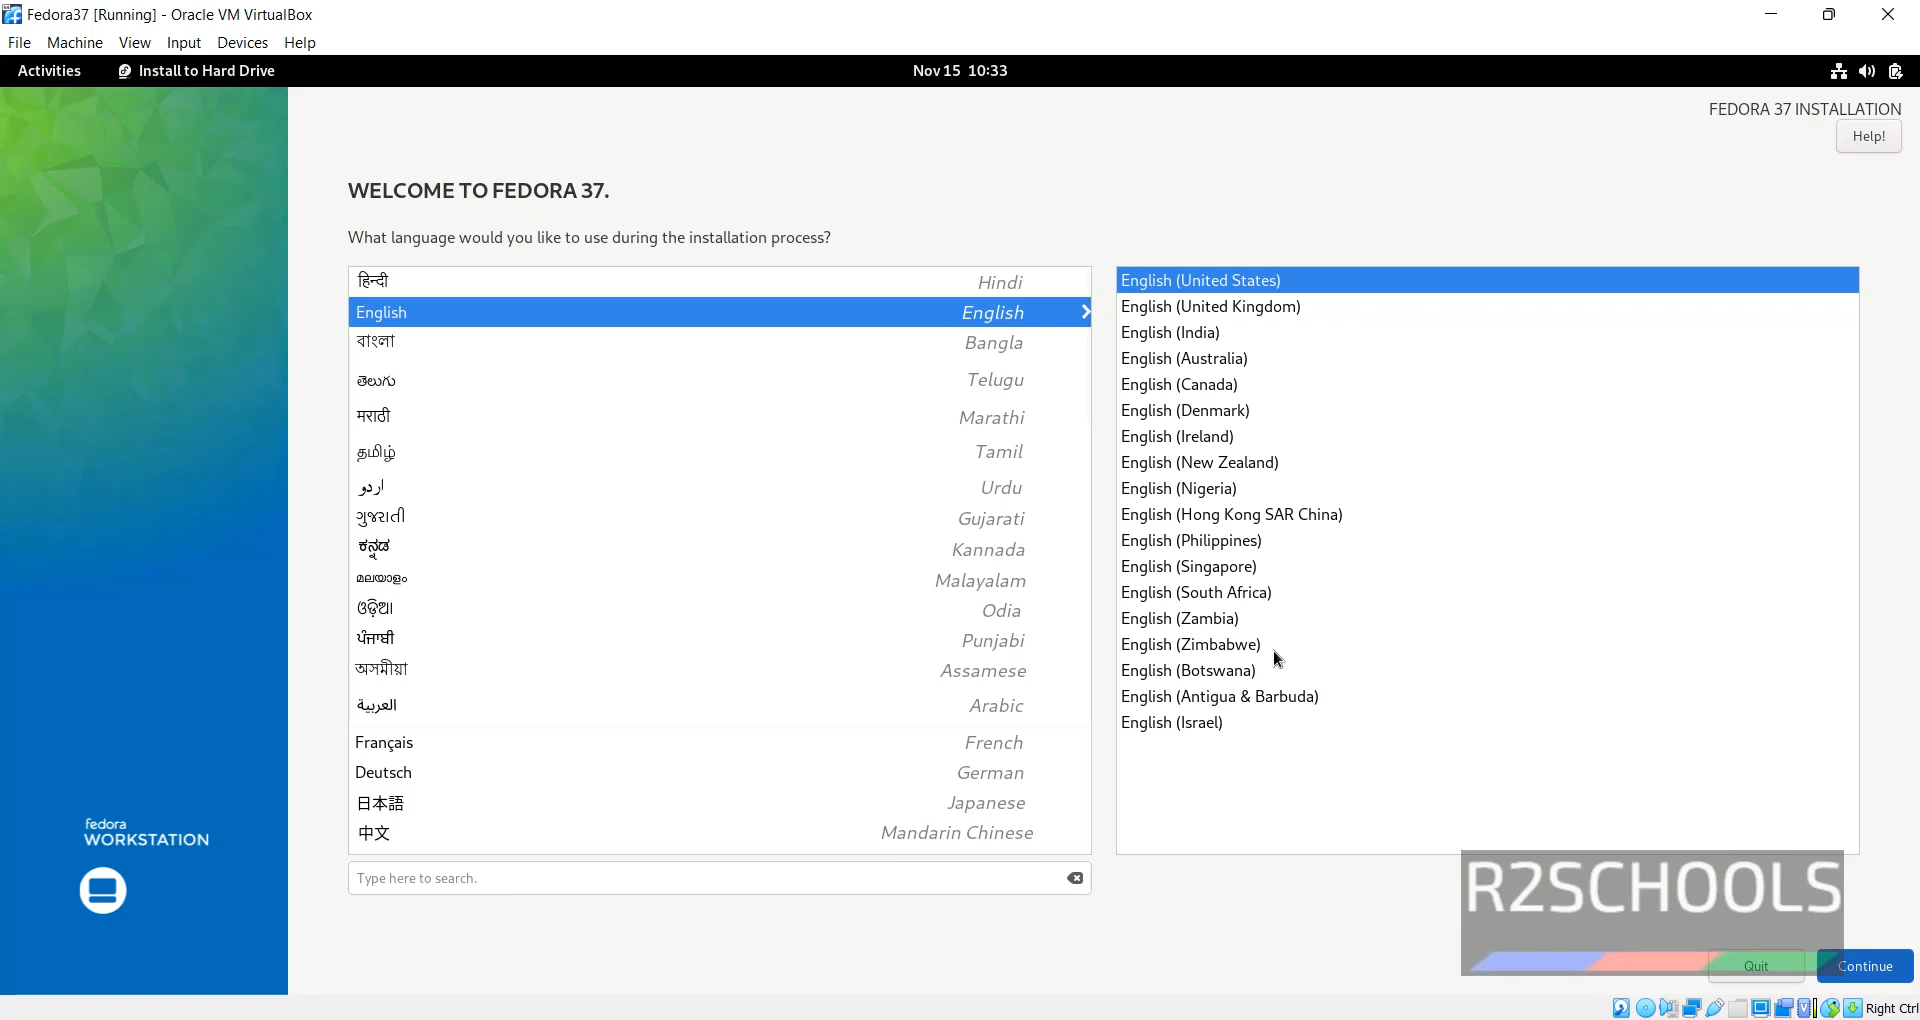 Fedora37 [Running] - Oracle VM VirtualBox
File Machine View Input Devices Help
Activities Install to Hard Drive Nov 15 10:33
FEDORA 37 INSTALLATION
Help!
WELCOME TO FEDORA 37.
What language would you like to use during the installation process?
हिन्दी Hindi
English English
বাংলা Bangla
తెలుగు Telugu
मराठी Marathi
தமிழ் Tamil
اردو Urdu
ગુજરાતી Gujarati
ಕನ್ನಡ Kannada
മലയാളം Malayalam
ଓଡ଼ିଆ Odia
ਪੰਜਾਬੀ Punjabi
অসমীয়া Assamese
العربية Arabic
Français French
Deutsch German
日本語 Japanese
中文 Mandarin Chinese
Type here to search.
English (United States)
English (United Kingdom)
English (India)
English (Australia)
English (Canada)
English (Denmark)
English (Ireland)
English (New Zealand)
English (Nigeria)
English (Hong Kong SAR China)
English (Philippines)
English (Singapore)
English (South Africa)
English (Zambia)
English (Zimbabwe)
English (Botswana)
English (Antigua & Barbuda)
English (Israel)
fedora
WORKSTATION
R2SCHOOLS
Quit Continue
Right Ctrl